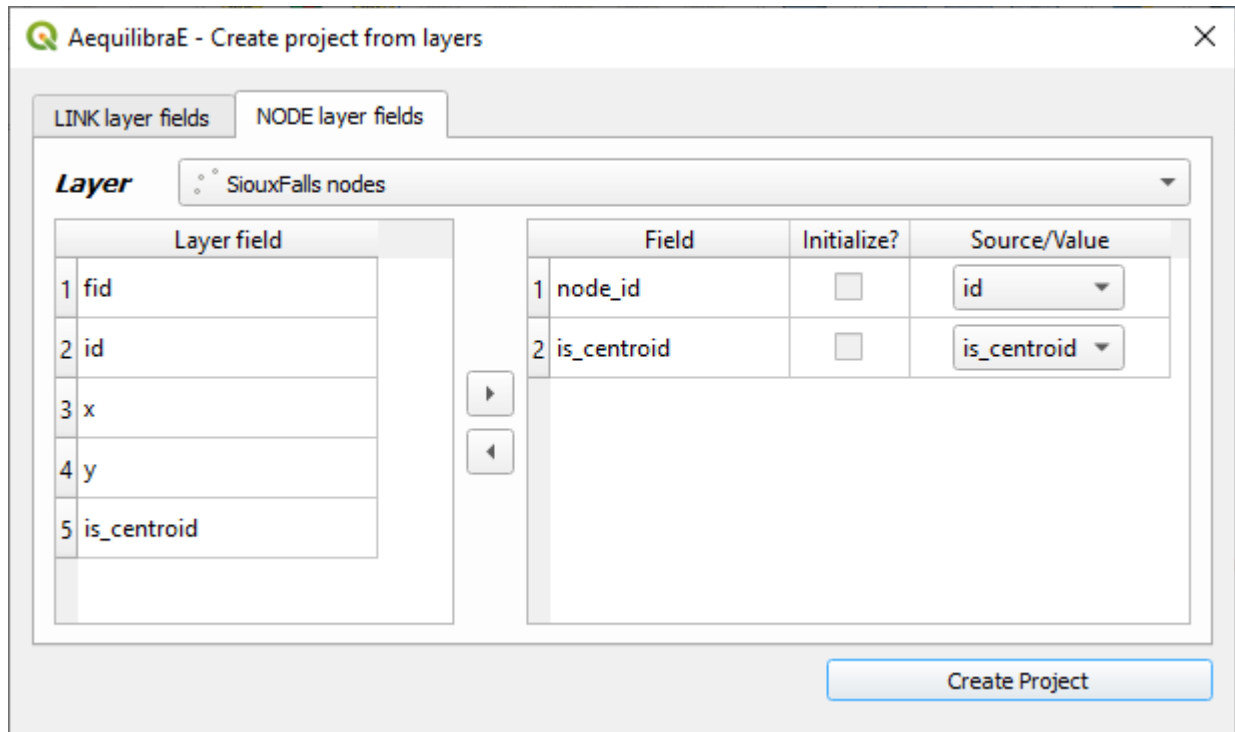 AequilibraE - Create project from layers
LINK layer fields NODE layer fields
Layer SiouxFalls nodes
Layer field Field Initialize? Source/Value
1 fid 1 node_id id
2 id 2 is_centroid is_centroid
3 x
4 y
5 is_centroid
Create Project